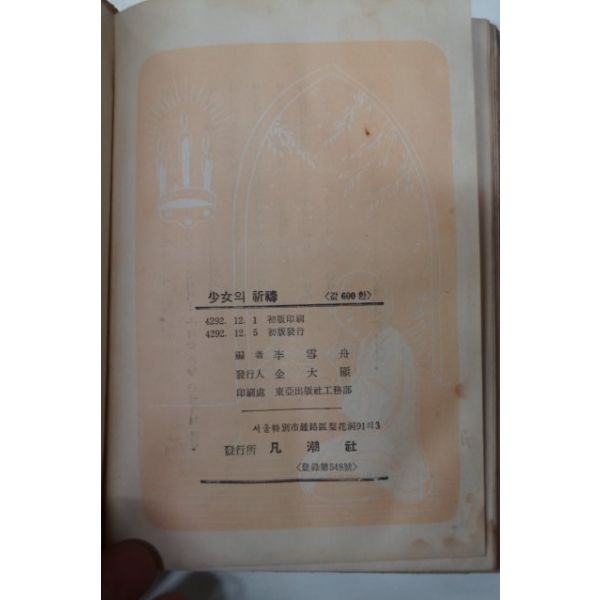 少女의 祈禱 〈값 600 환〉
4292. 12. 1 初版印刷
4292. 12. 5 初版發行
編 者 李 雪 舟
發行人 金 大 顯
印刷處 東亞出版社工務部
서울特別市鍾路區梨花洞91의3
發行所 凡 潮 社
〈登錄第548號〉